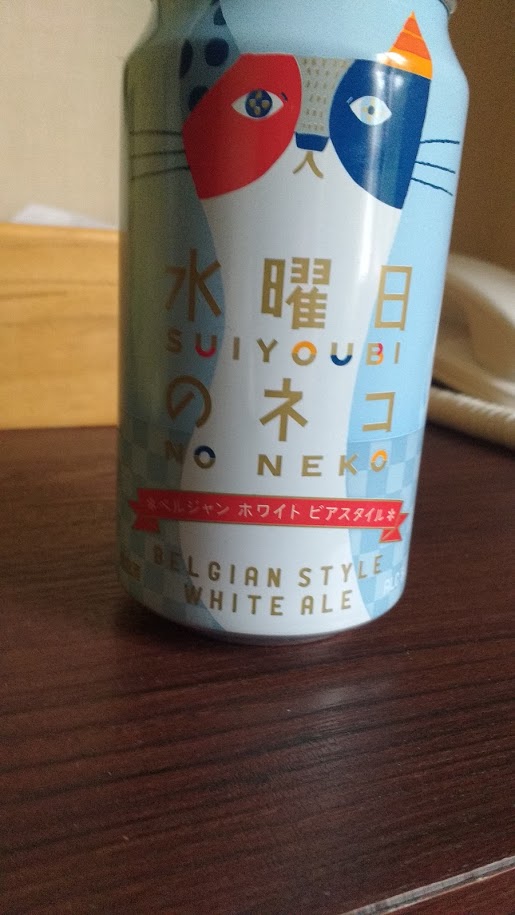 水曜日
SUIYOUBI
のネコ
NO NEKO
ベルジャン ホワイト ビアスタイル
BELGIAN STYLE
WHITE ALE